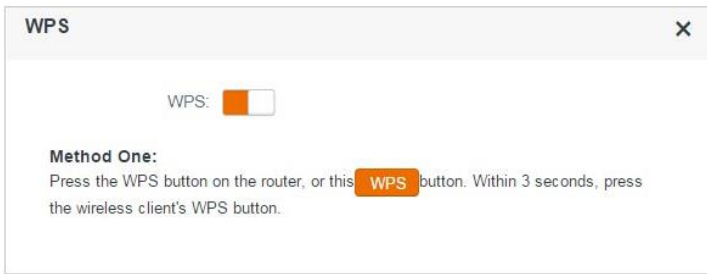 WPS
WPS:
Method One:
Press the WPS button on the router, or this WPS button. Within 3 seconds, press
the wireless client's WPS button.